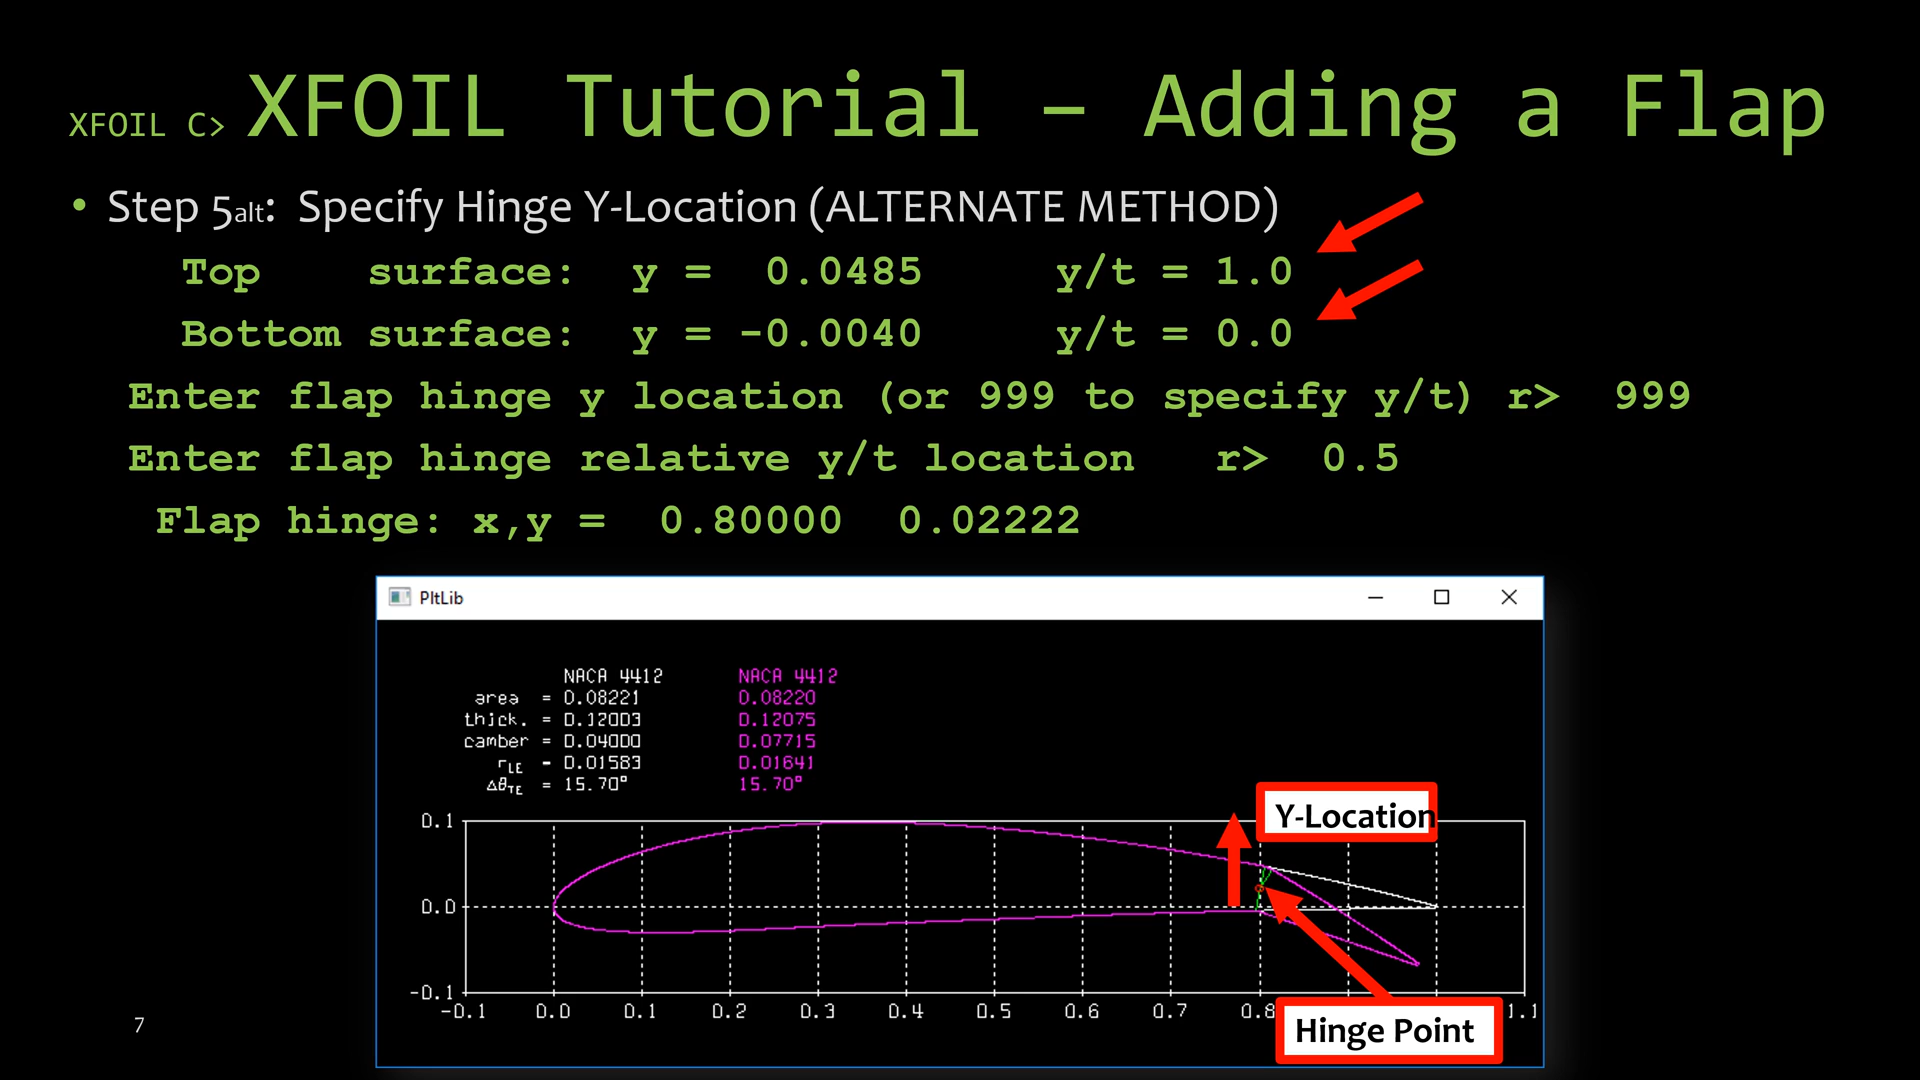 XFOIL C> XFOIL Tutorial – Adding a Flap
• Step 5alt: Specify Hinge Y-Location (ALTERNATE METHOD)
Top surface: y = 0.0485 y/t = 1.0
Bottom surface: y = -0.0040 y/t = 0.0
Enter flap hinge y location (or 999 to specify y/t) r> 999
Enter flap hinge relative y/t location r> 0.5
Flap hinge: x,y = 0.80000 0.02222
PltLib
NACA 4412 NACA 4412
area = 0.08221 0.08220
thick. = 0.12003 0.12075
camber = 0.04000 0.07715
rLE = 0.01583 0.01641
ΔθTE = 15.70° 15.70°
Y-Location
0.1
0.0
-0.1
-0.1 0.0 0.1 0.2 0.3 0.4 0.5 0.6 0.7 0.8 1.1
Hinge Point
7